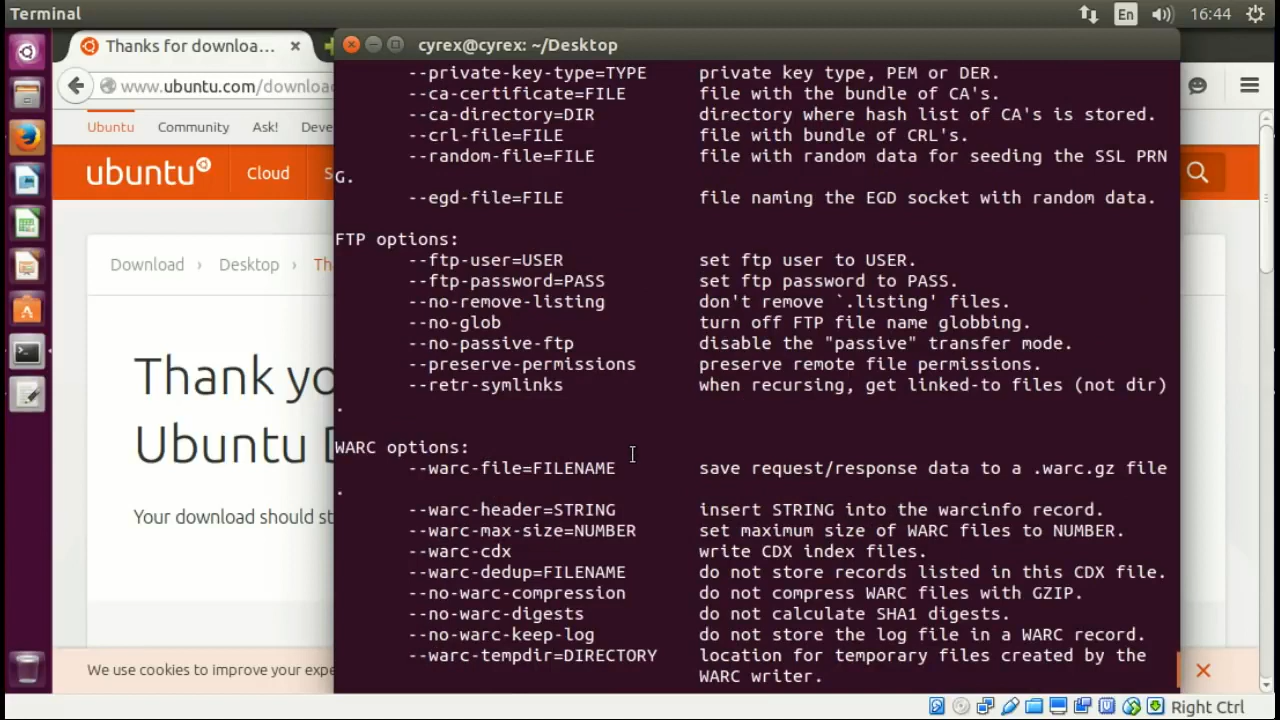 Terminal
En
16:44
Thanks for downloa...
cyrex@cyrex: ~/Desktop
www.ubuntu.com/download
Ubuntu
Community
Ask!
Deve
ubuntu
Cloud
S
Download › Desktop › Th
Thank yo
Ubuntu D
Your download should st
We use cookies to improve your expe
--private-key-type=TYPE private key type, PEM or DER.
--ca-certificate=FILE file with the bundle of CA's.
--ca-directory=DIR directory where hash list of CA's is stored.
--crl-file=FILE file with bundle of CRL's.
--random-file=FILE file with random data for seeding the SSL PRN
G.
--egd-file=FILE file naming the EGD socket with random data.
FTP options:
--ftp-user=USER set ftp user to USER.
--ftp-password=PASS set ftp password to PASS.
--no-remove-listing don't remove `.listing' files.
--no-glob turn off FTP file name globbing.
--no-passive-ftp disable the "passive" transfer mode.
--preserve-permissions preserve remote file permissions.
--retr-symlinks when recursing, get linked-to files (not dir)
.
WARC options:
--warc-file=FILENAME save request/response data to a .warc.gz file
.
--warc-header=STRING insert STRING into the warcinfo record.
--warc-max-size=NUMBER set maximum size of WARC files to NUMBER.
--warc-cdx write CDX index files.
--warc-dedup=FILENAME do not store records listed in this CDX file.
--no-warc-compression do not compress WARC files with GZIP.
--no-warc-digests do not calculate SHA1 digests.
--no-warc-keep-log do not store the log file in a WARC record.
--warc-tempdir=DIRECTORY location for temporary files created by the
WARC writer.
Right Ctrl